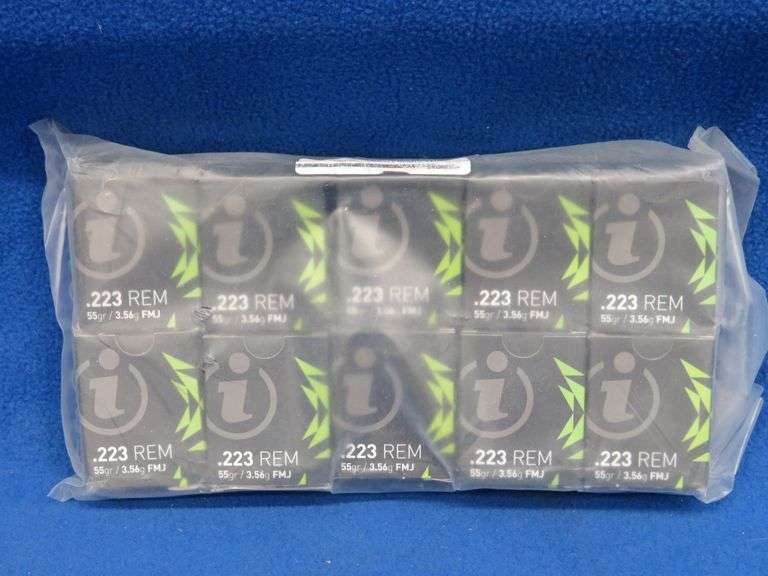 i i i i i
.223 REM .223 REM .223 REM .223 REM .223 REM
55gr / 3.56g FMJ 55gr / 3.56g FMJ 55gr / 3.56g FMJ 55gr / 3.56g FMJ 55gr / 3.56g FMJ
i i i i i
.223 REM .223 REM .223 REM .223 REM .223 REM
55gr / 3.56g FMJ 55gr / 3.56g FMJ 55gr / 3.56g FMJ 55gr / 3.56g FMJ 55gr / 3.56g FMJ